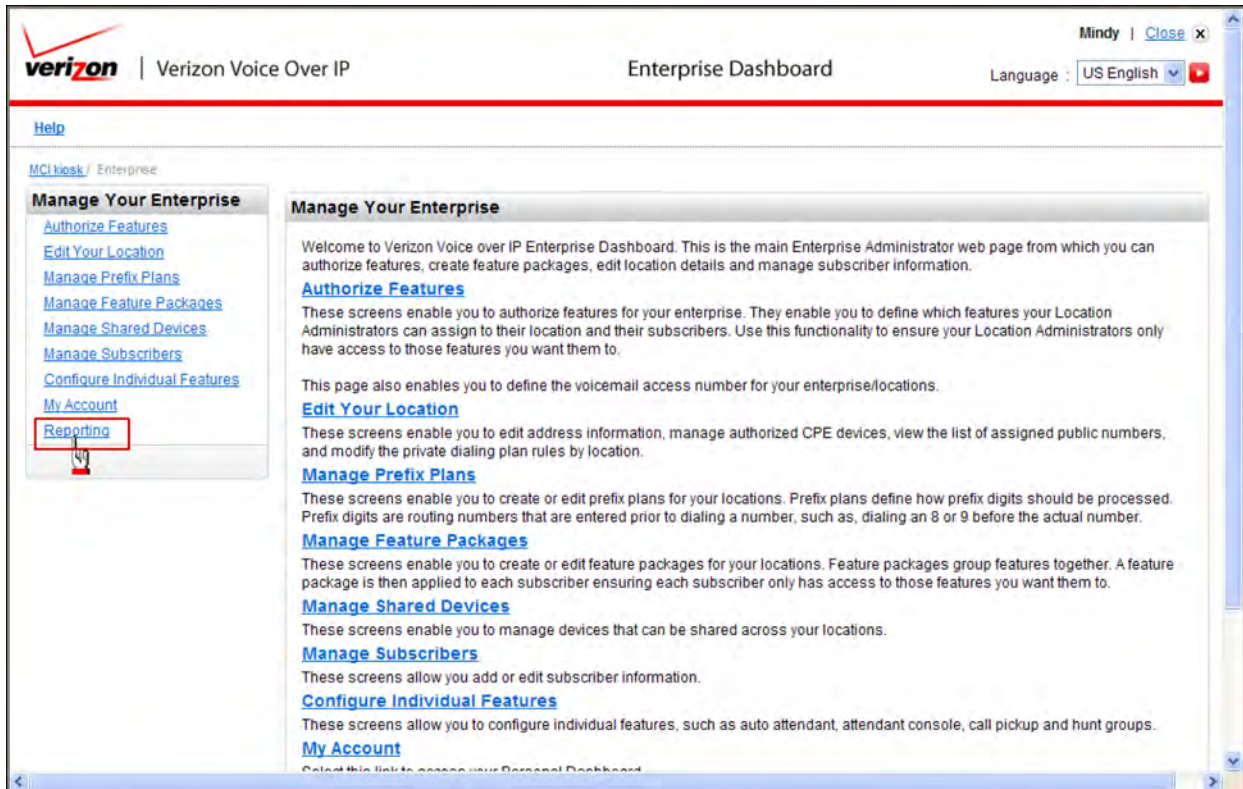 Mindy | Close x
verizon | Verizon Voice Over IP
Enterprise Dashboard
Language : US English
Help
MCI kiosk / Enterprise
Manage Your Enterprise
Authorize Features
Edit Your Location
Manage Prefix Plans
Manage Feature Packages
Manage Shared Devices
Manage Subscribers
Configure Individual Features
My Account
Reporting
Manage Your Enterprise
Welcome to Verizon Voice over IP Enterprise Dashboard. This is the main Enterprise Administrator web page from which you can
authorize features, create feature packages, edit location details and manage subscriber information.
Authorize Features
These screens enable you to authorize features for your enterprise. They enable you to define which features your Location
Administrators can assign to their location and their subscribers. Use this functionality to ensure your Location Administrators only
have access to those features you want them to.
This page also enables you to define the voicemail access number for your enterprise/locations.
Edit Your Location
These screens enable you to edit address information, manage authorized CPE devices, view the list of assigned public numbers,
and modify the private dialing plan rules by location.
Manage Prefix Plans
These screens enable you to create or edit prefix plans for your locations. Prefix plans define how prefix digits should be processed.
Prefix digits are routing numbers that are entered prior to dialing a number, such as, dialing an 8 or 9 before the actual number.
Manage Feature Packages
These screens enable you to create or edit feature packages for your locations. Feature packages group features together. A feature
package is then applied to each subscriber ensuring each subscriber only has access to those features you want them to.
Manage Shared Devices
These screens enable you to manage devices that can be shared across your locations.
Manage Subscribers
These screens allow you add or edit subscriber information.
Configure Individual Features
These screens allow you to configure individual features, such as auto attendant, attendant console, call pickup and hunt groups.
My Account
Select this link to access your Personal Dashboard